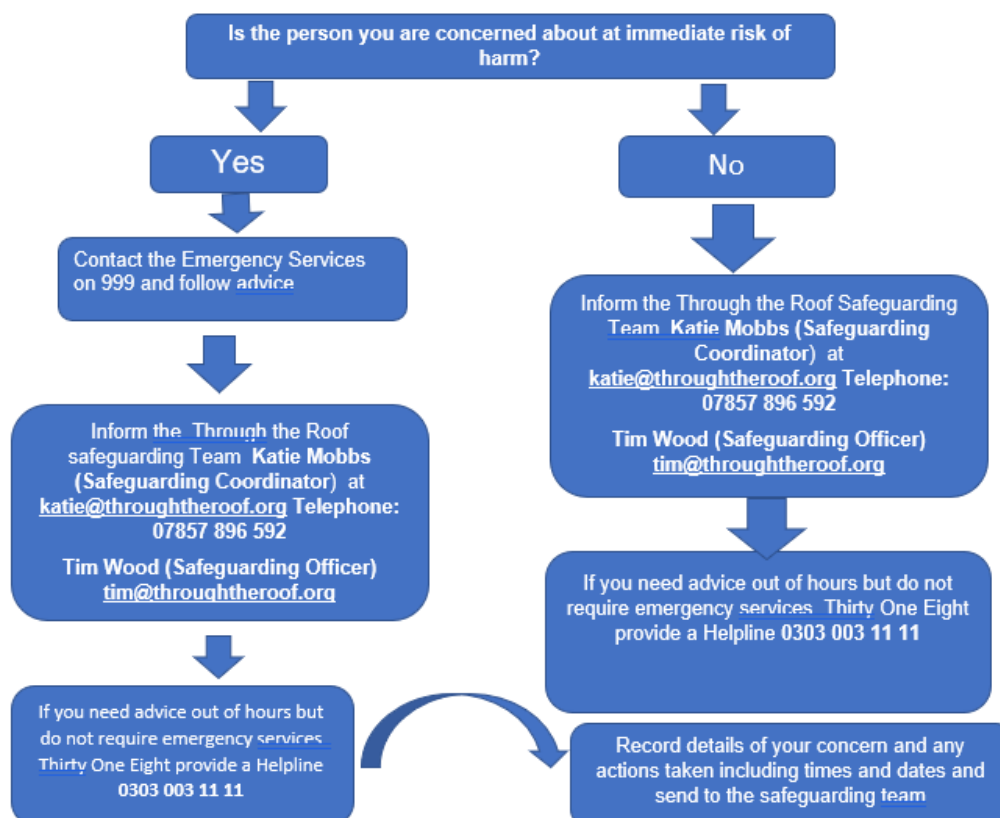 Is the person you are concerned about at immediate risk of
harm?
Yes
No
Contact the Emergency Services
on 999 and follow advice
Inform the Through the Roof Safeguarding
Team Katie Mobbs (Safeguarding
Coordinator) at
katie@throughtheroof.org Telephone:
07857 896 592
Tim Wood (Safeguarding Officer)
tim@throughtheroof.org
Inform the Through the Roof
safeguarding Team Katie Mobbs
(Safeguarding Coordinator) at
katie@throughtheroof.org Telephone:
07857 896 592
Tim Wood (Safeguarding Officer)
tim@throughtheroof.org
If you need advice out of hours but do not
require emergency services Thirty One Eight
provide a Helpline 0303 003 11 11
If you need advice out of hours but
do not require emergency services
Thirty One Eight provide a Helpline
0303 003 11 11
Record details of your concern and any
actions taken including times and dates and
send to the safeguarding team